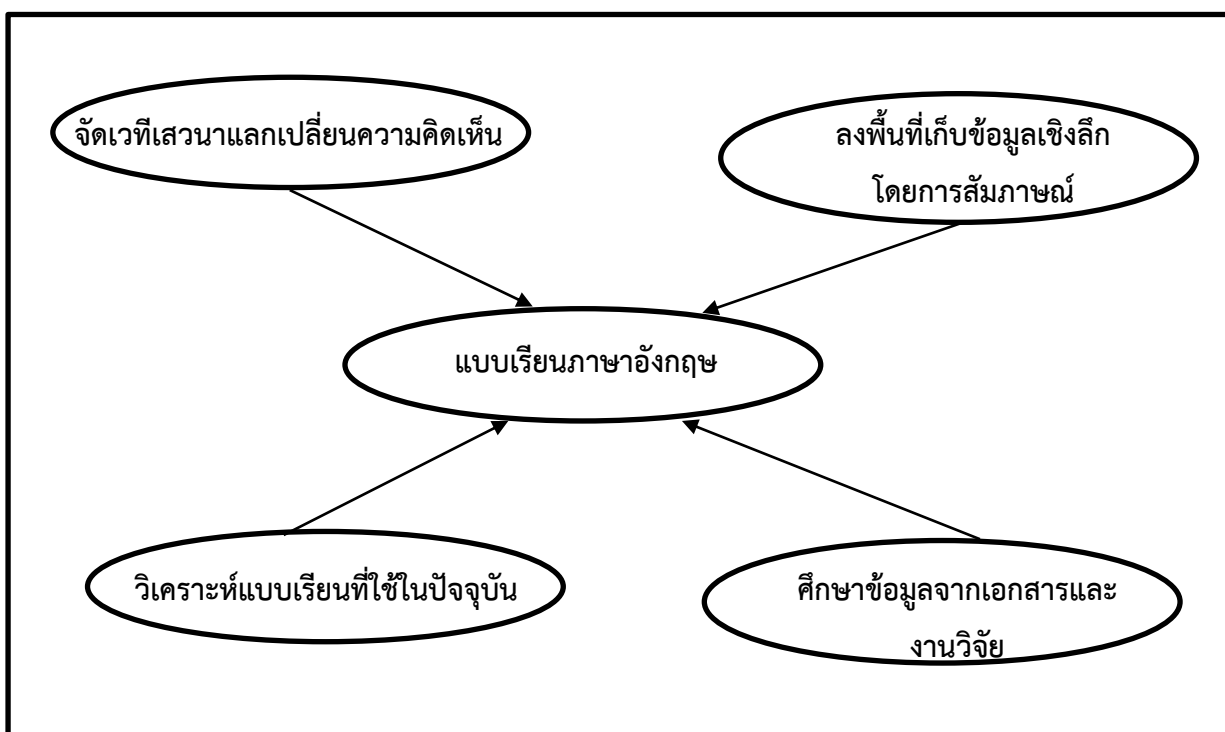 จัดเวทีเสวนาแลกเปลี่ยนความคิดเห็น
ลงพื้นที่เก็บข้อมูลเชิงลึก
โดยการสัมภาษณ์
แบบเรียนภาษาอังกฤษ
วิเคราะห์แบบเรียนที่ใช้ในปัจจุบัน
ศึกษาข้อมูลจากเอกสารและ
งานวิจัย